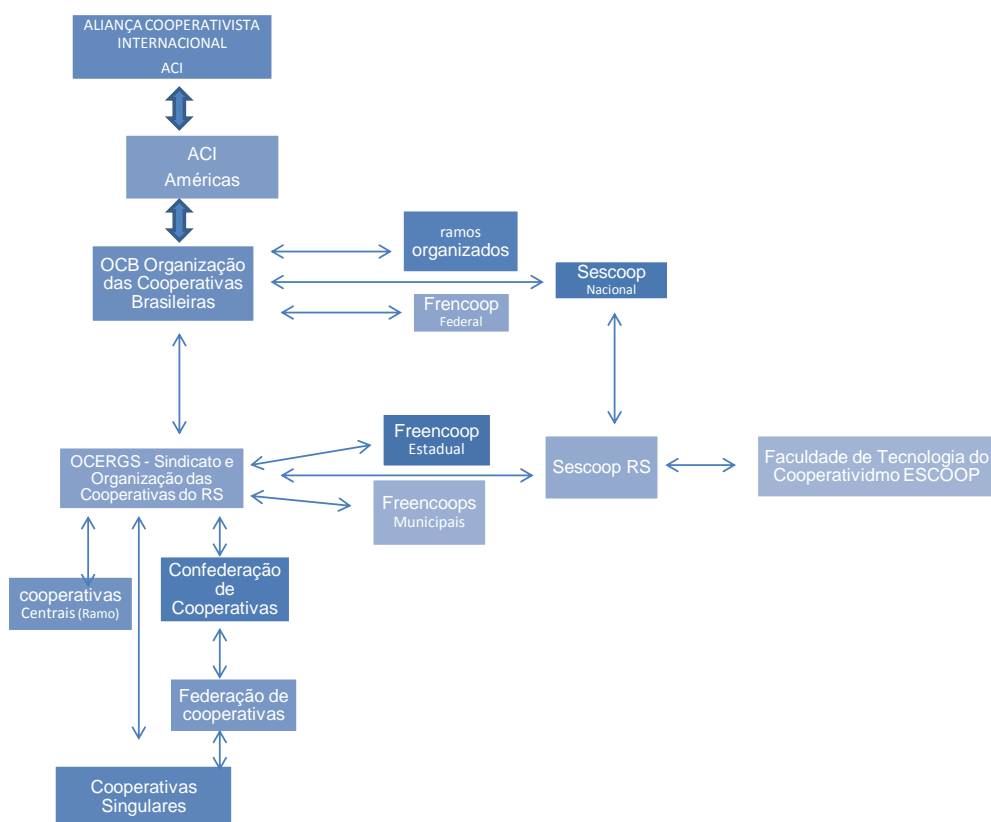 ALIANÇA COOPERATIVISTA
INTERNACIONAL
ACI
ACI
Américas
OCB Organização
das Cooperativas
Brasileiras
ramos
organizados
Sescoop
Nacional
Frencoop
Federal
Freencoop
Estadual
OCERGS - Sindicato e
Organização das
Cooperativas do RS
Sescoop RS
Faculdade de Tecnologia do
Cooperatividmo ESCOOP
Freencoops
Municipais
Confederação
de
Cooperativas
cooperativas
Centrais (Ramo)
Federação de
cooperativas
Cooperativas
Singulares